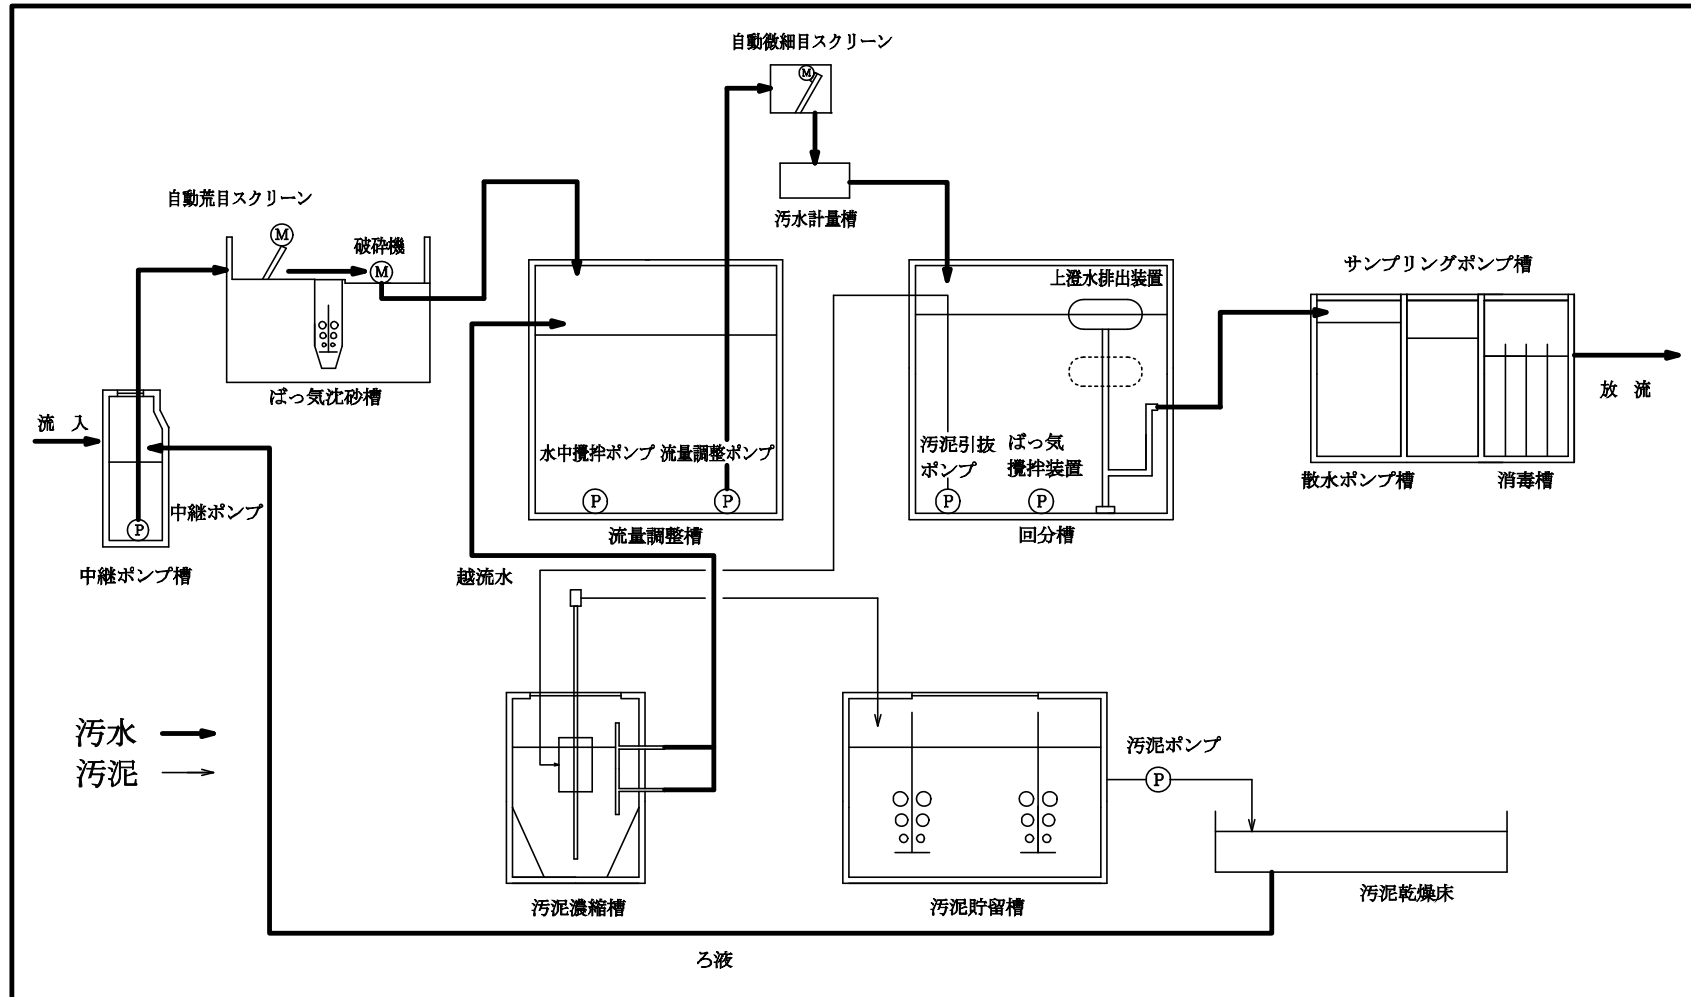 自動微細目スクリーン
M
汚水計量槽
自動荒目スクリーン
M
破砕機
M
ばっ気沈砂槽
流 入
中継ポンプ
P
中継ポンプ槽
水中攪拌ポンプ
流量調整ポンプ
P
P
流量調整槽
越流水
上澄水排出装置
汚泥引抜
ポンプ
ばっ気
攪拌装置
P
P
回分槽
サンプリングポンプ槽
散水ポンプ槽
消毒槽
放 流
汚水
汚泥
汚泥濃縮槽
汚泥貯留槽
汚泥ポンプ
P
汚泥乾燥床
ろ液